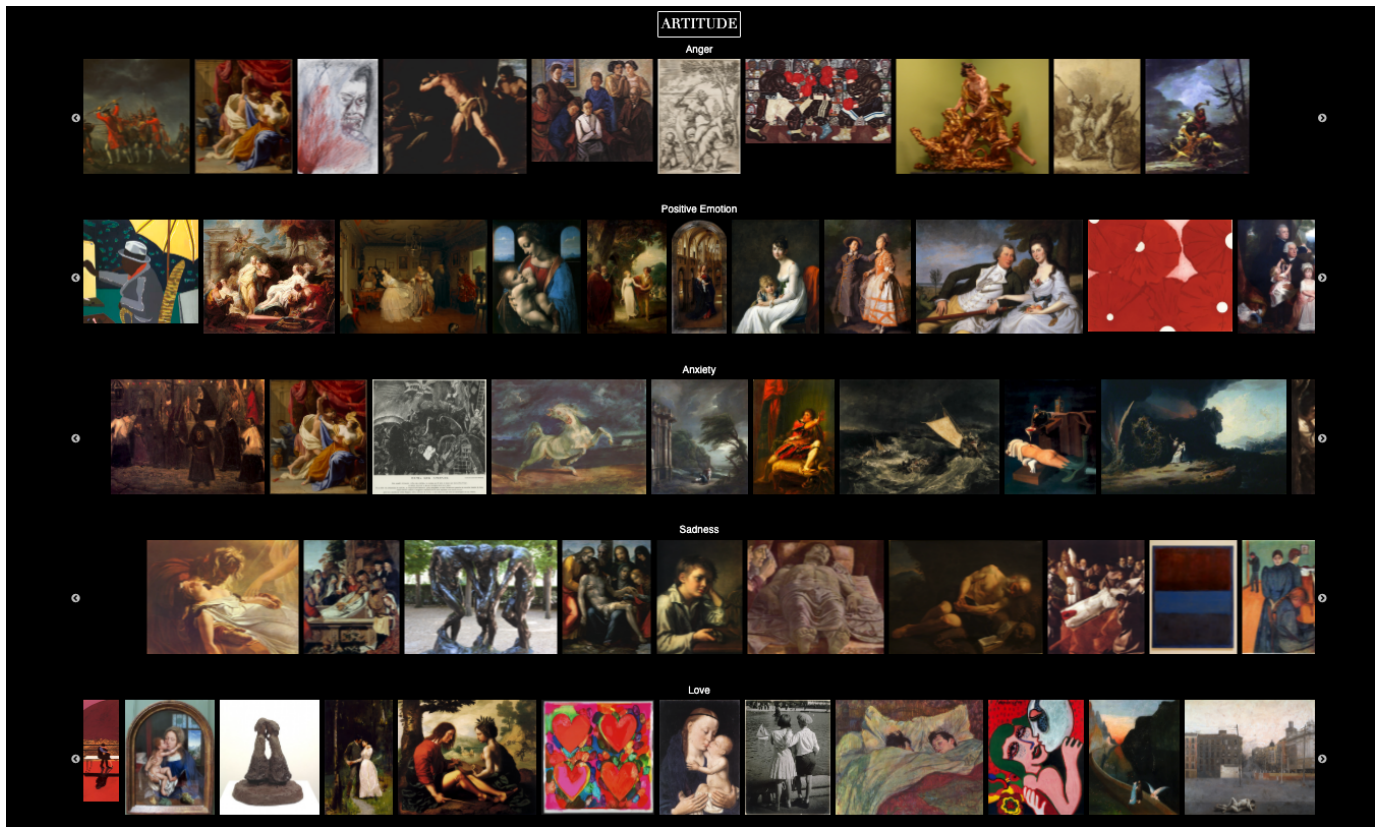 ARTITUDE
Anger
Positive Emotion
Anxiety
Sadness
Love